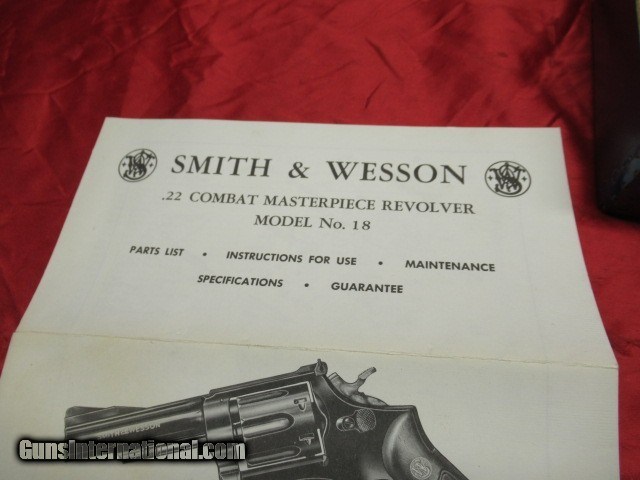 SMITH & WESSON
.22 COMBAT MASTERPIECE REVOLVER
MODEL No. 18
PARTS LIST • INSTRUCTIONS FOR USE • MAINTENANCE
SPECIFICATIONS • GUARANTEE
GunsInternational.com